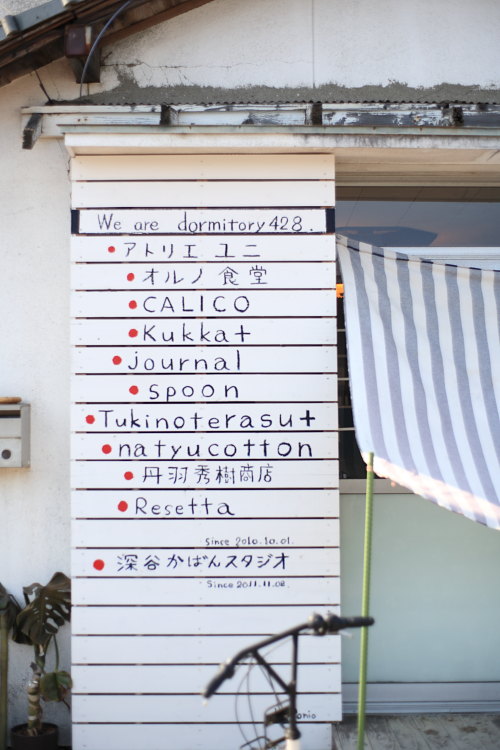 We are dormitory 428.
アトリエ ユニ
オルノ食堂
CALICO
Kukka+
journal
spoon
Tukinoterasu+
natyucotton
丹羽秀樹商店
Resetta
Since 2010.10.01.
深谷かばんスタジオ
Since 2011.11.08.